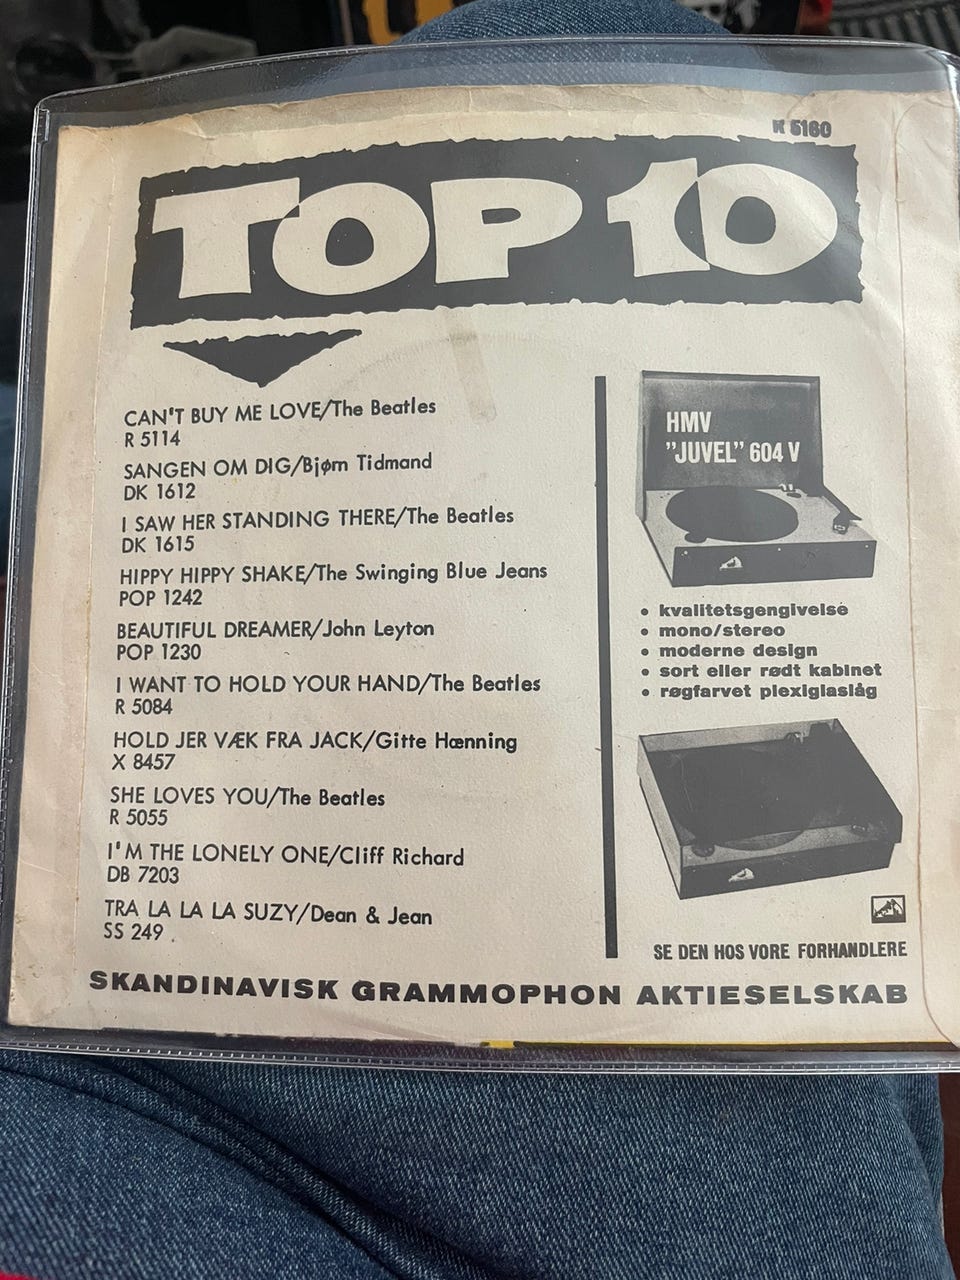 R 5160
TOP 10
CAN'T BUY ME LOVE/The Beatles
R 5114
SANGEN OM DIG/Bjørn Tidmand
DK 1612
I SAW HER STANDING THERE/The Beatles
DK 1615
HIPPY HIPPY SHAKE/The Swinging Blue Jeans
POP 1242
BEAUTIFUL DREAMER/John Leyton
POP 1230
I WANT TO HOLD YOUR HAND/The Beatles
R 5084
HOLD JER VÆK FRA JACK/Gitte Hænning
X 8457
SHE LOVES YOU/The Beatles
R 5055
I'M THE LONELY ONE/Cliff Richard
DB 7203
TRA LA LA LA SUZY/Dean & Jean
SS 249
HMV
"JUVEL" 604 V
• kvalitetsgengivelse
• mono/stereo
• moderne design
• sort eller rødt kabinet
• røgfarvet plexiglaslåg
SE DEN HOS VORE FORHANDLERE
SKANDINAVISK GRAMMOPHON AKTIESELSKAB